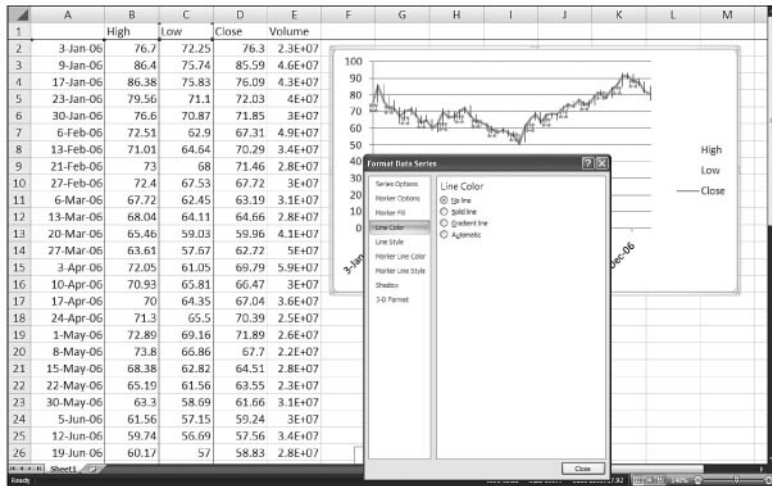 A B C D E F G H I J K L M
1 High Low Close Volume
2 3-Jan-06 76.7 72.25 76.3 2.3E+07
3 9-Jan-06 86.4 75.74 85.59 4.6E+07
4 17-Jan-06 86.38 75.83 76.09 4.3E+07
5 23-Jan-06 79.56 71.1 72.03 4E+07
6 30-Jan-06 76.6 70.87 71.85 3E+07
7 6-Feb-06 72.51 62.9 67.31 4.9E+07
8 13-Feb-06 71.01 64.64 70.29 3.4E+07
9 21-Feb-06 73 68 71.46 2.8E+07
10 27-Feb-06 72.4 67.53 67.72 3E+07
11 6-Mar-06 67.72 62.45 63.19 3.1E+07
12 13-Mar-06 68.04 64.11 64.66 2.8E+07
13 20-Mar-06 65.46 59.03 59.96 4.1E+07
14 27-Mar-06 63.61 57.67 62.72 5E+07
15 3-Apr-06 72.05 61.05 69.79 5.9E+07
16 10-Apr-06 70.93 65.81 66.47 3E+07
17 17-Apr-06 70 64.35 67.04 3.6E+07
18 24-Apr-06 71.3 65.5 70.39 2.5E+07
19 1-May-06 72.89 69.16 71.89 2.6E+07
20 8-May-06 73.8 66.86 67.7 2.2E+07
21 15-May-06 68.38 62.82 64.51 2.8E+07
22 22-May-06 65.19 61.56 63.55 2.3E+07
23 30-May-06 63.3 58.69 61.66 3.1E+07
24 5-Jun-06 61.56 57.15 59.24 3E+07
25 12-Jun-06 59.74 56.69 57.56 3.4E+07
26 19-Jun-06 60.17 57 58.83 2.8E+07
100
90
80
70
60
50
40
30
20
10
0
3-Jan
Dec-06
High
Low
Close
Format Data Series
Series Options
Marker Options
Marker Fill
Line Color
Line Style
Marker Line Color
Marker Line Style
Shadow
3-D Format
Line Color
No line
Solid line
Gradient line
Automatic
Close
Sheet1
Ready
140%